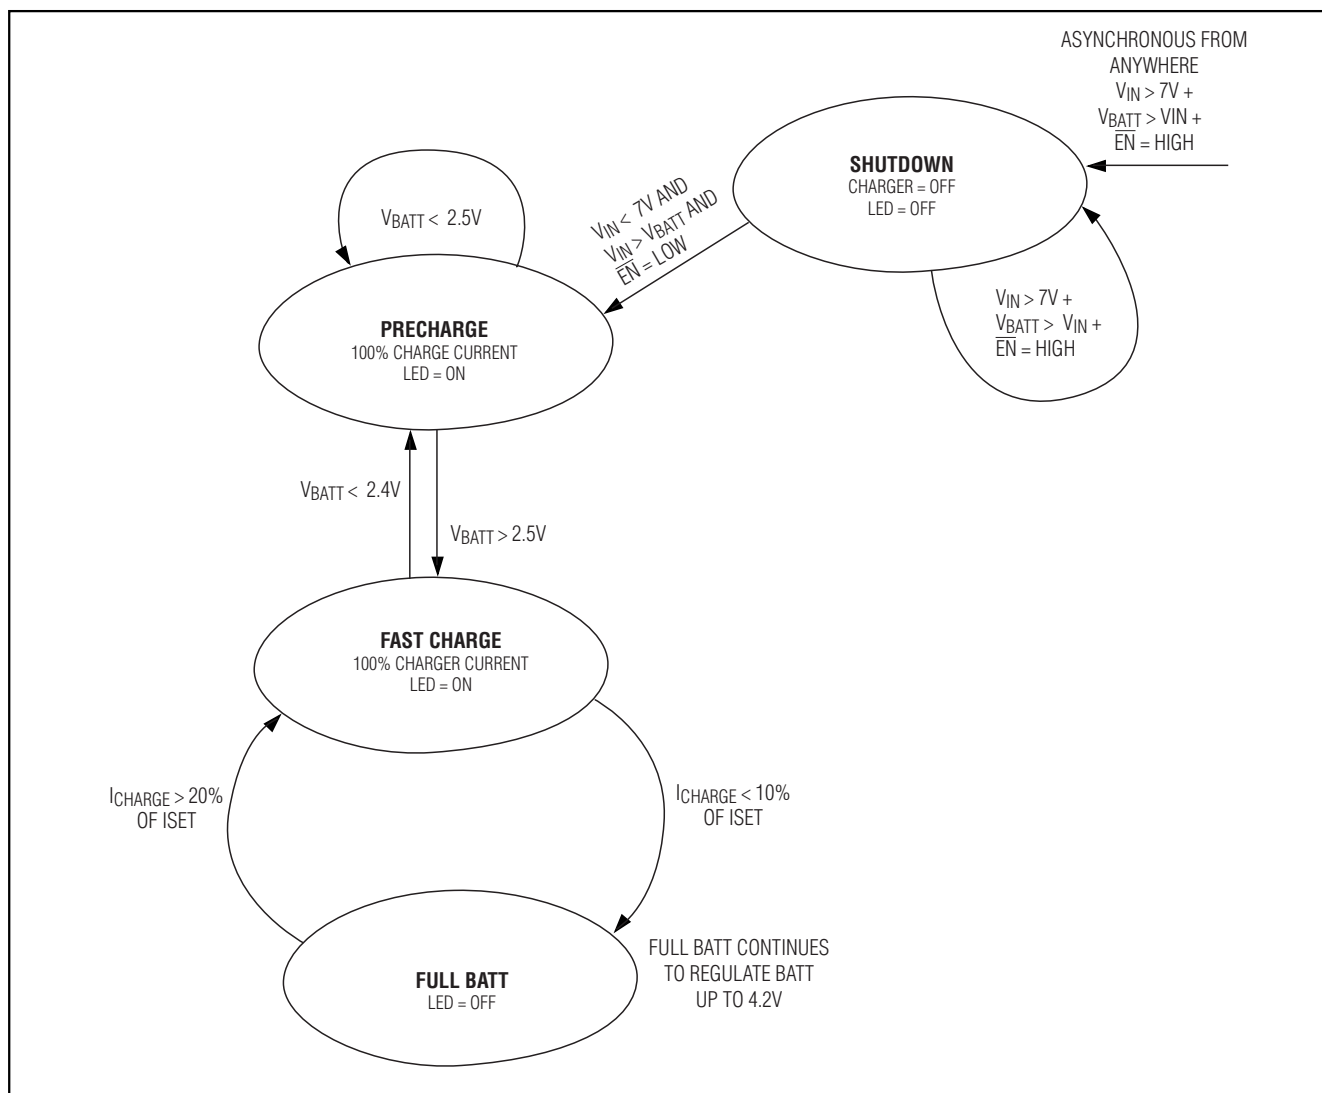 ASYNCHRONOUS FROM
ANYWHERE
VIN > 7V +
VBATT > VIN +
E̅N̅ = HIGH
SHUTDOWN
CHARGER = OFF
LED = OFF
VIN < 7V AND
VIN > VBATT AND
E̅N̅ = LOW
VIN > 7V +
VBATT > VIN +
E̅N̅ = HIGH
VBATT < 2.5V
PRECHARGE
100% CHARGE CURRENT
LED = ON
VBATT < 2.4V
VBATT > 2.5V
FAST CHARGE
100% CHARGER CURRENT
LED = ON
ICHARGE > 20%
OF ISET
ICHARGE < 10%
OF ISET
FULL BATT
LED = OFF
FULL BATT CONTINUES
TO REGULATE BATT
UP TO 4.2V